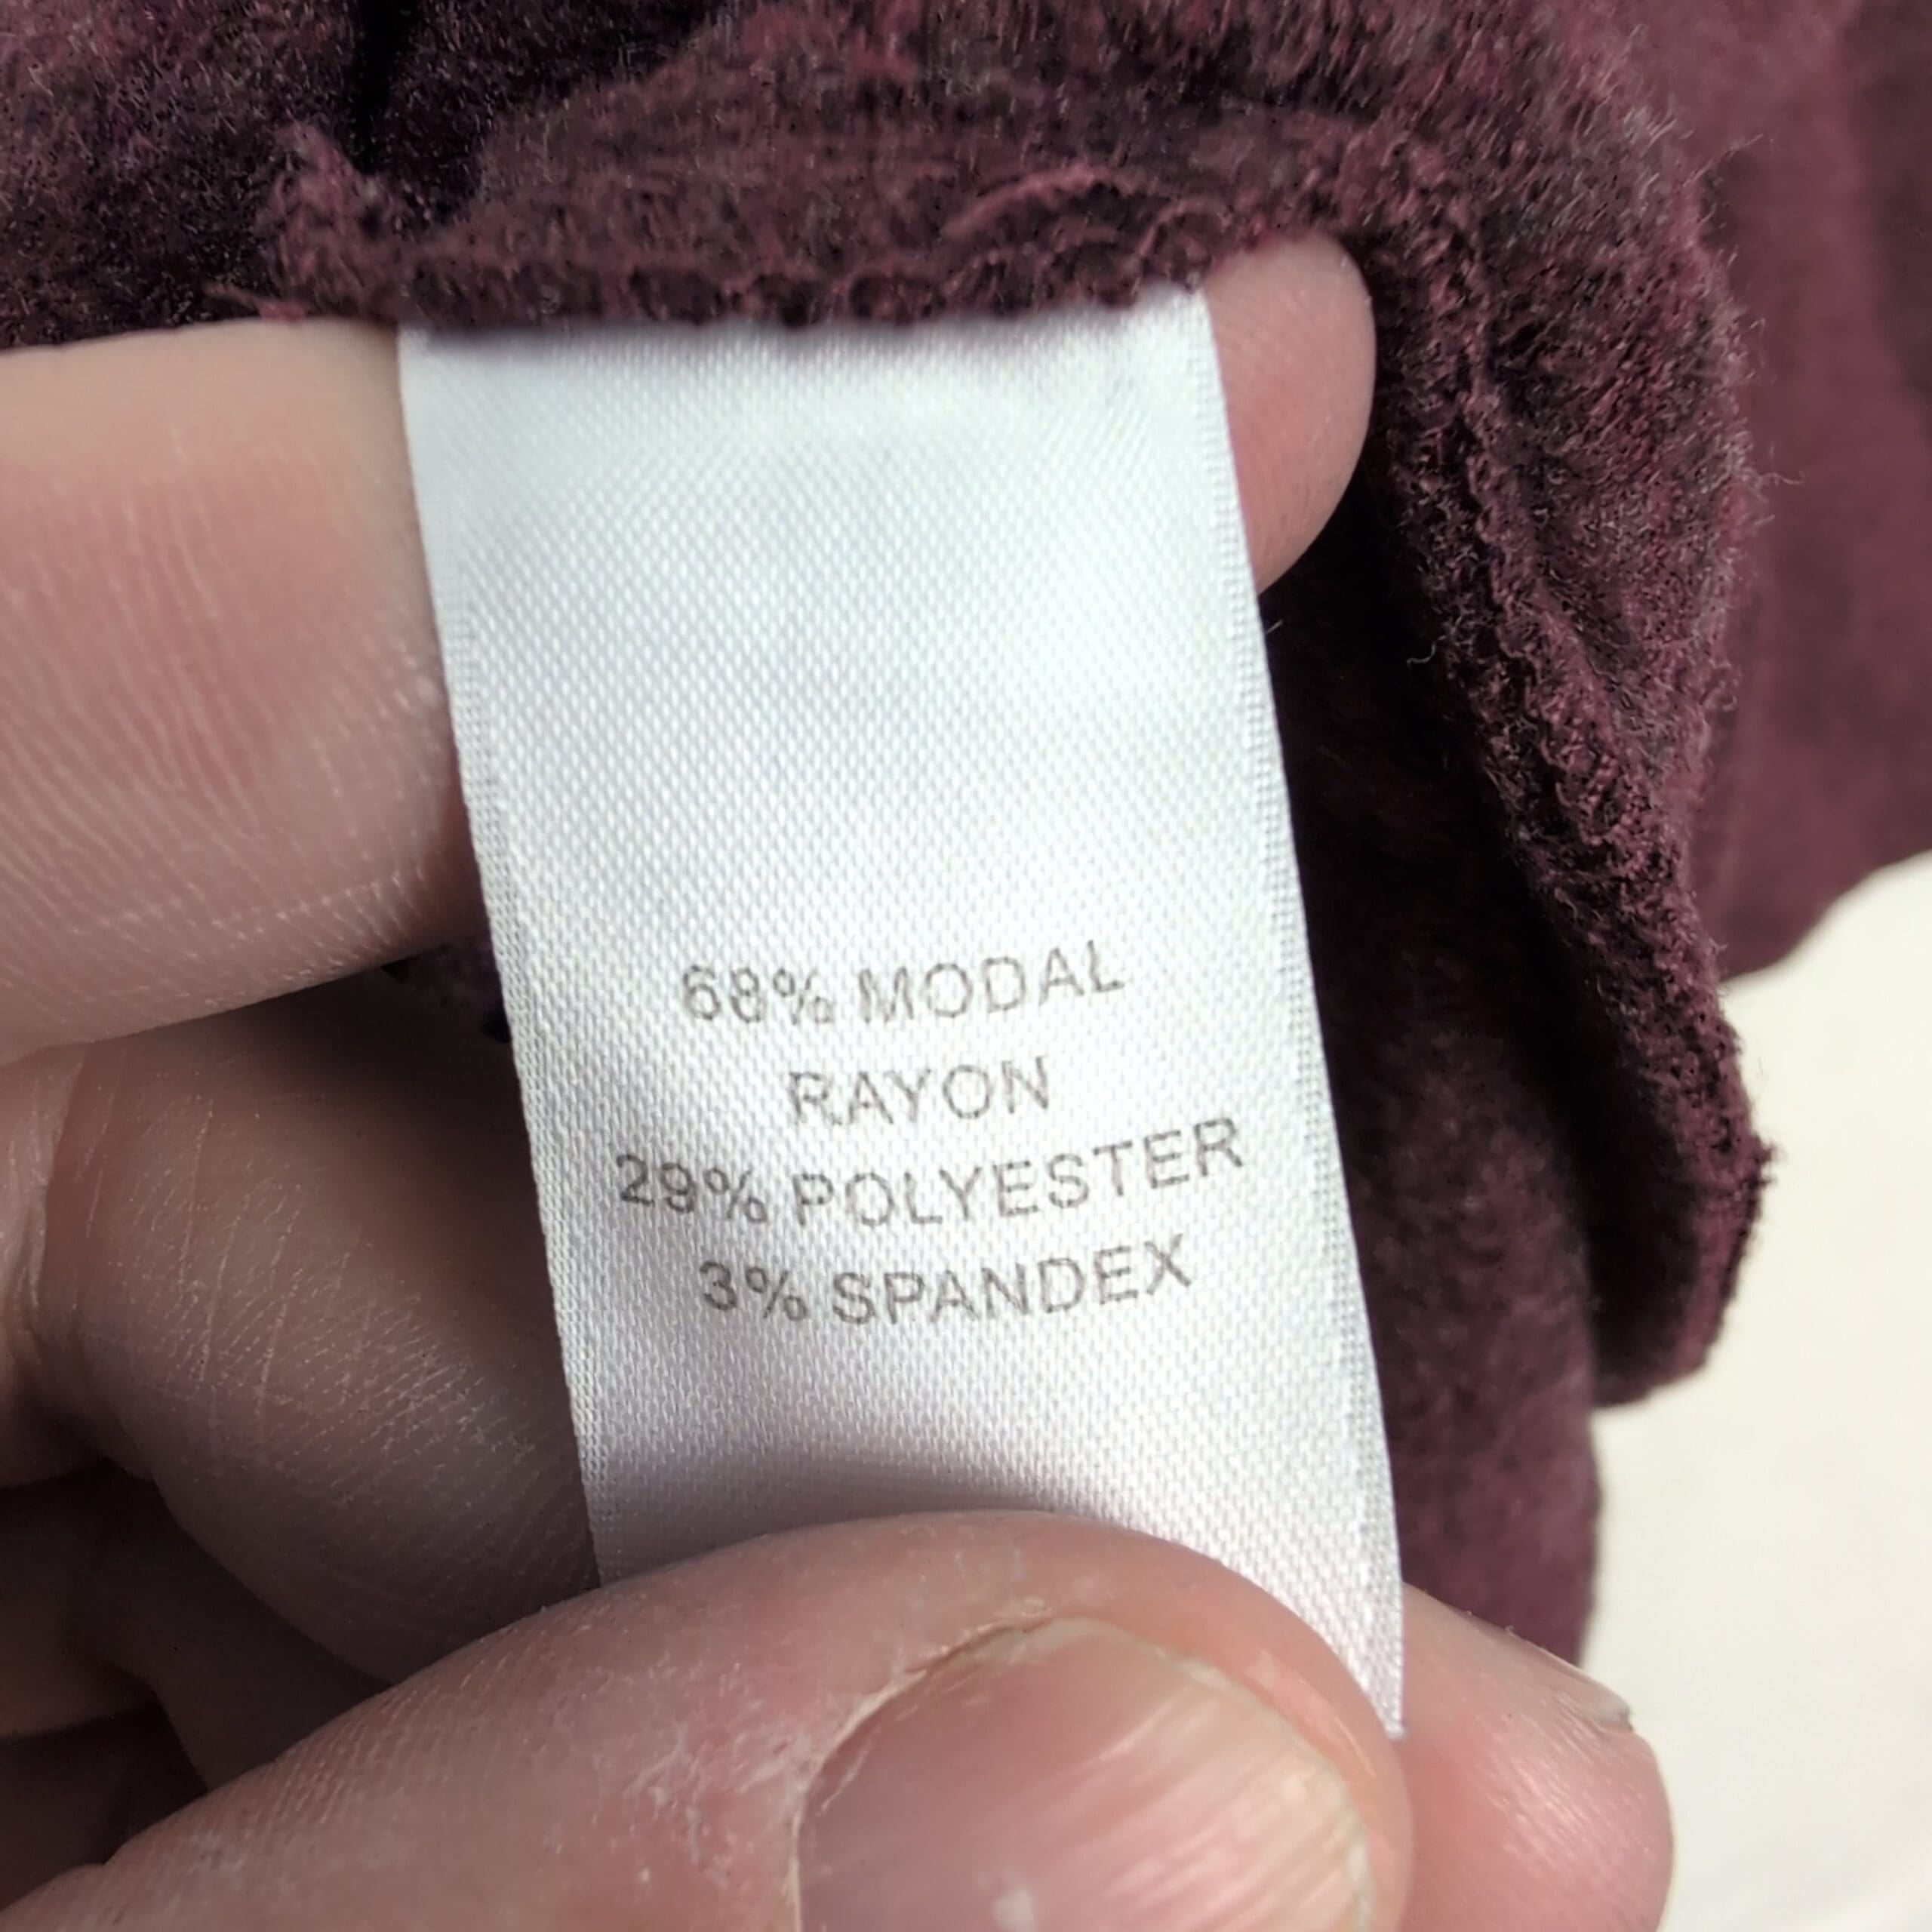 68% MODAL
RAYON
29% POLYESTER
3% SPANDEX